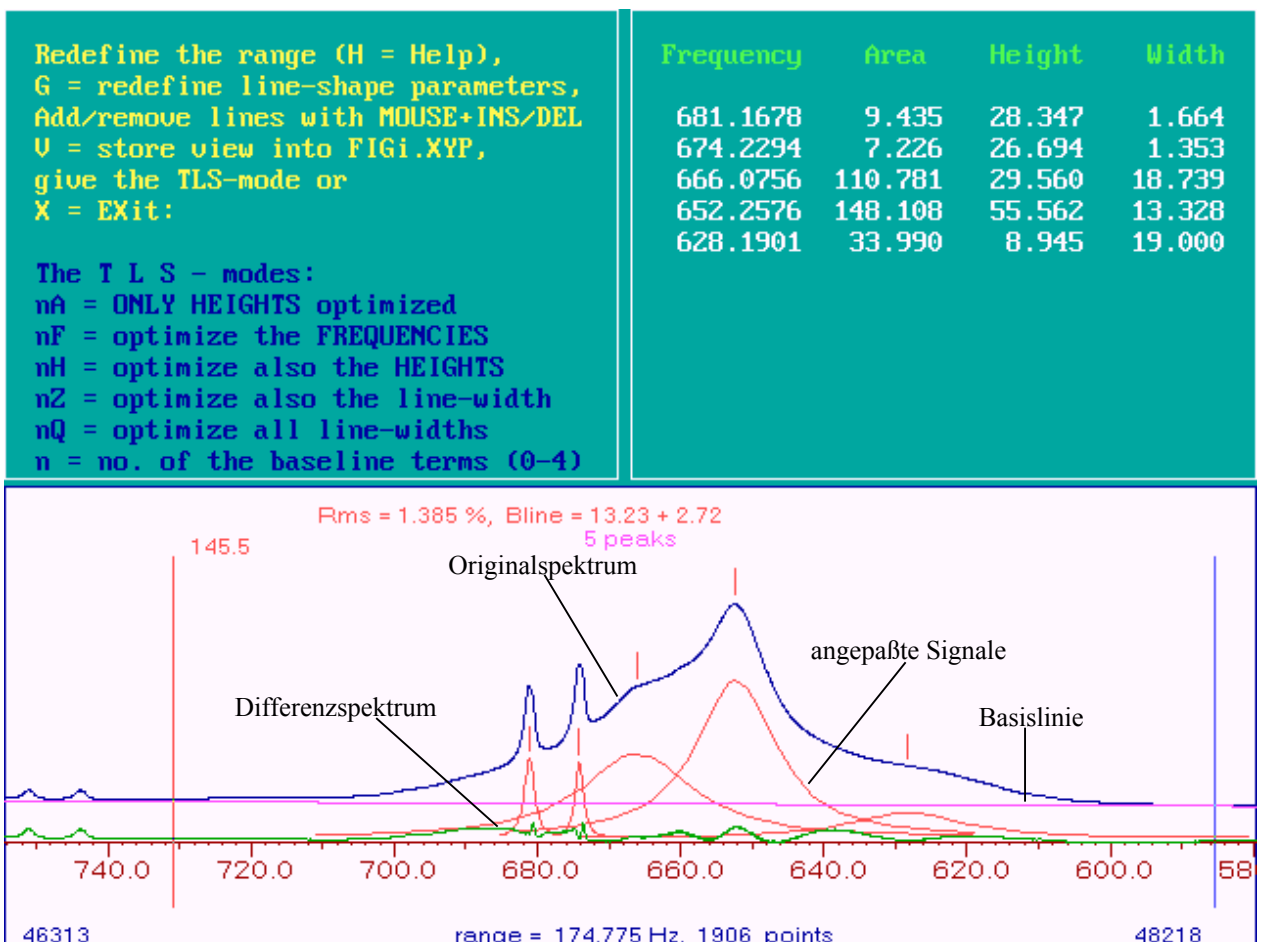 Redefine the range (H = Help),
G = redefine line-shape parameters,
Add/remove lines with MOUSE+INS/DEL
V = store view into FIGi.XYP,
give the TLS-mode or
X = EXit:
The T L S - modes:
nA = ONLY HEIGHTS optimized
nF = optimize the FREQUENCIES
nH = optimize also the HEIGHTS
nZ = optimize also the line-width
nQ = optimize all line-widths
n = no. of the baseline terms (0-4)
Frequency Area Height Width
681.1678 9.435 28.347 1.664
674.2294 7.226 26.694 1.353
666.0756 110.781 29.560 18.739
652.2576 148.108 55.562 13.328
628.1901 33.990 8.945 19.000
Rms = 1.385 %, Bline = 13.23 + 2.72
5 peaks
145.5
Originalspektrum
angepaßte Signale
Differenzspektrum
Basislinie
740.0 720.0 700.0 680.0 660.0 640.0 620.0 600.0 58
46313 range = 174.775 Hz, 1906 points 48218